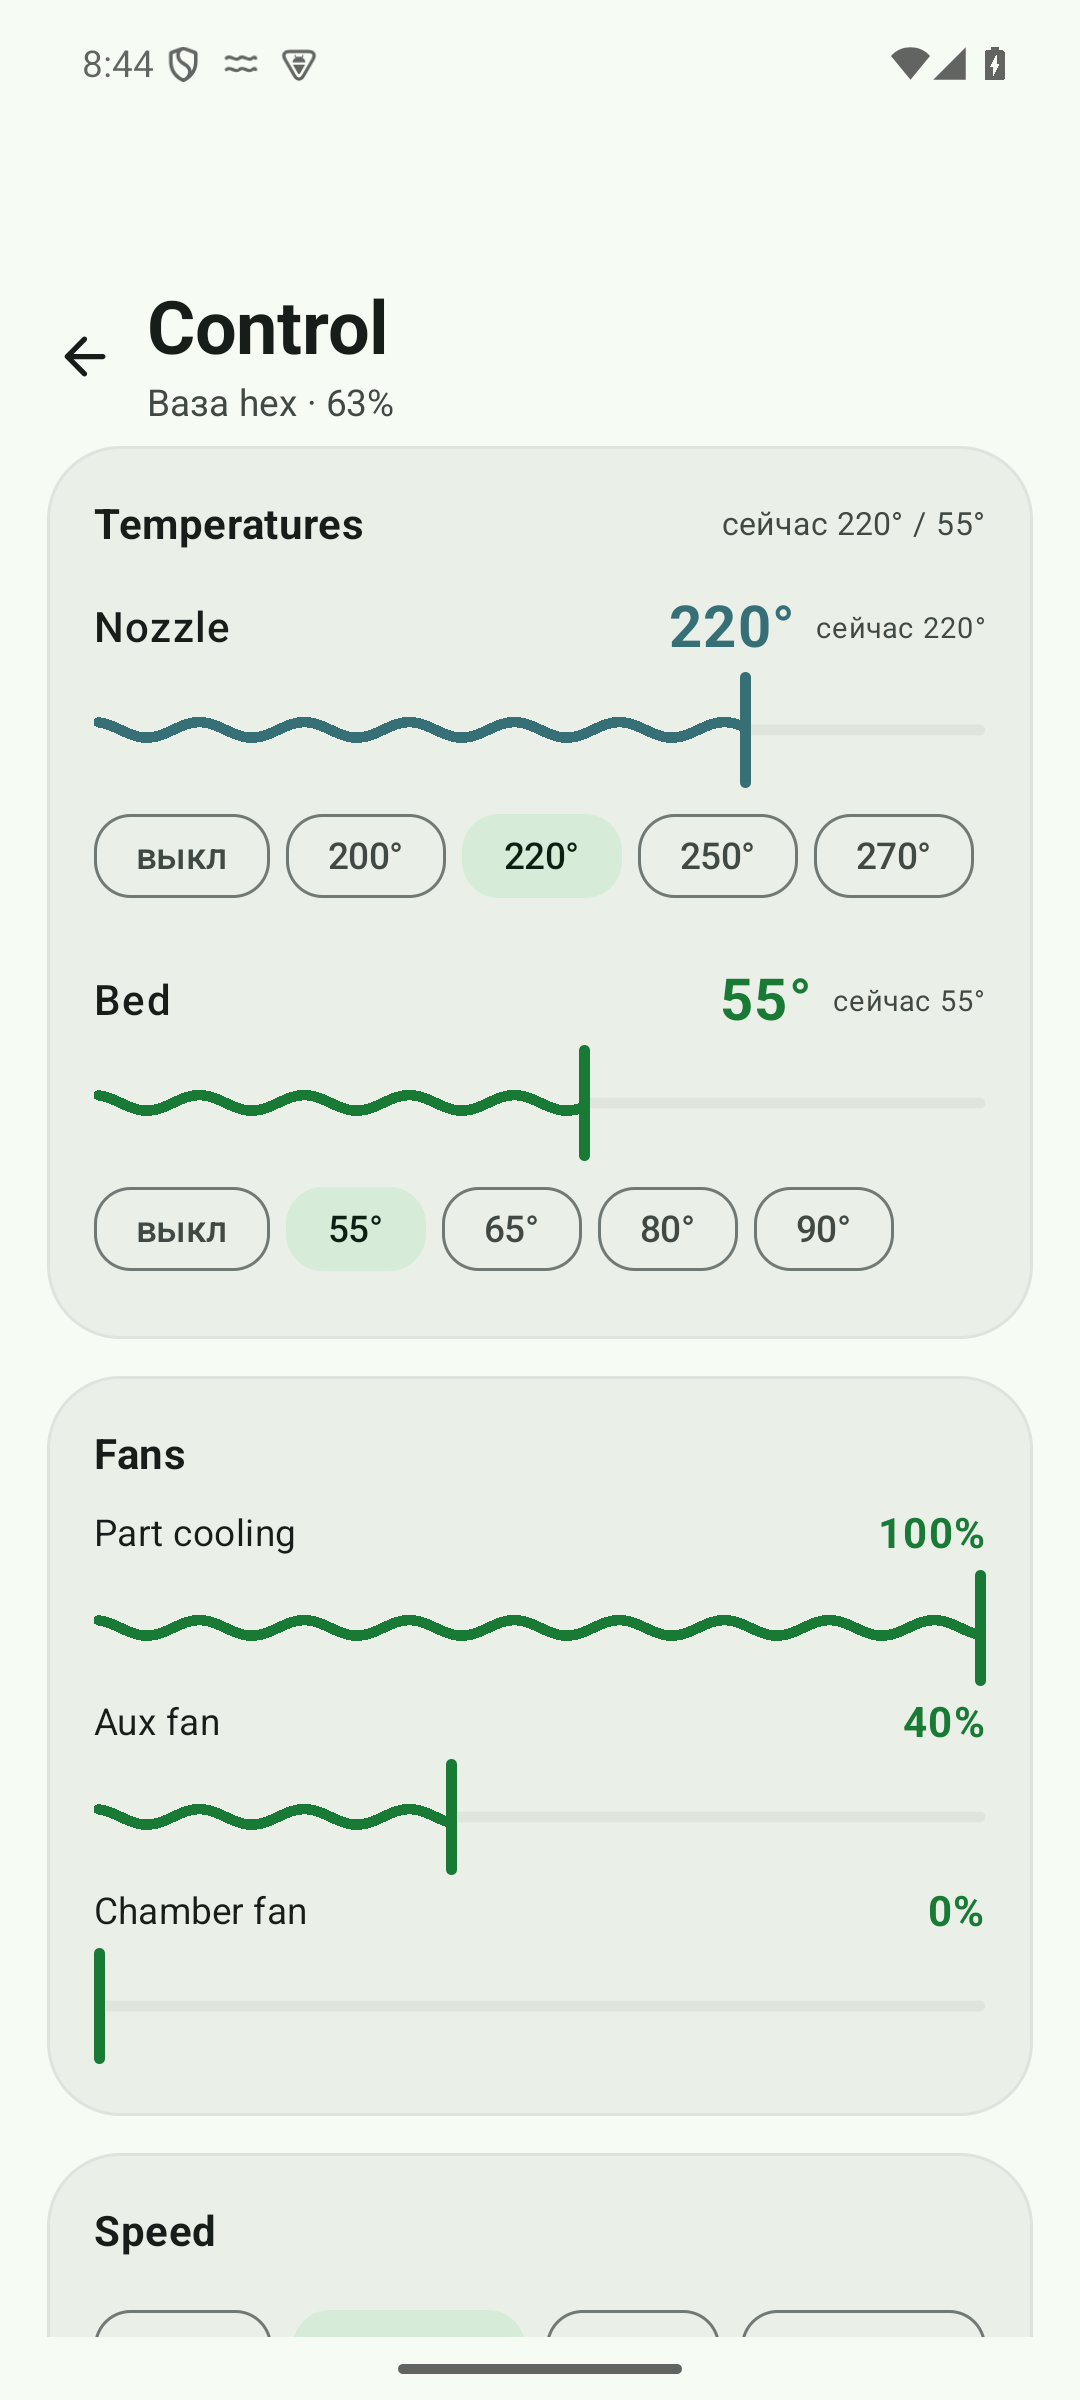 8:44
Control
Ваза hex · 63%
Temperatures сейчас 220° / 55°
Nozzle 220° сейчас 220°
выкл 200° 220° 250° 270°
Bed 55° сейчас 55°
выкл 55° 65° 80° 90°
Fans
Part cooling 100%
Aux fan 40%
Chamber fan 0%
Speed